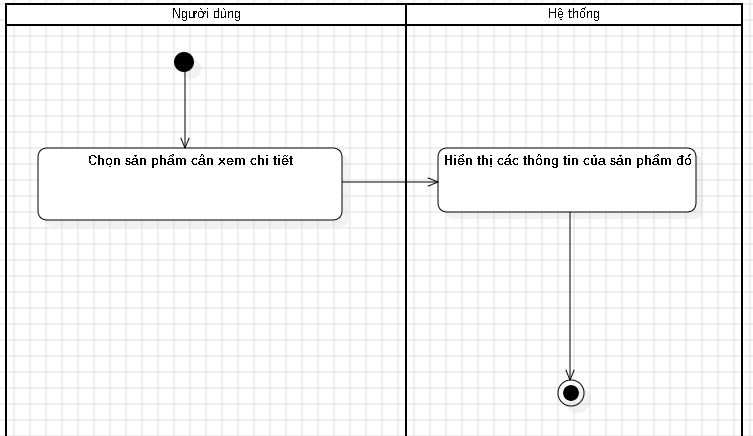 Người dùng
Hệ thống
Chọn sản phẩm cần xem chi tiết
Hiển thị các thông tin của sản phẩm đó